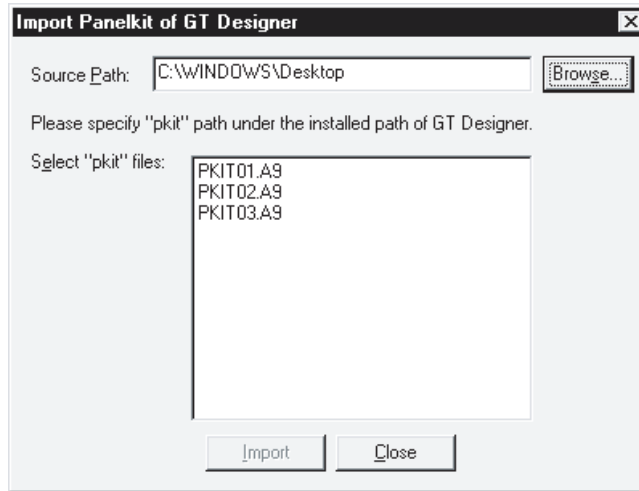 Import Panelkit of GT Designer
Source Path: C:\WINDOWS\Desktop Browse...
Please specify "pkit" path under the installed path of GT Designer.
Select "pkit" files:
PKIT01.A9
PKIT02.A9
PKIT03.A9
Import Close